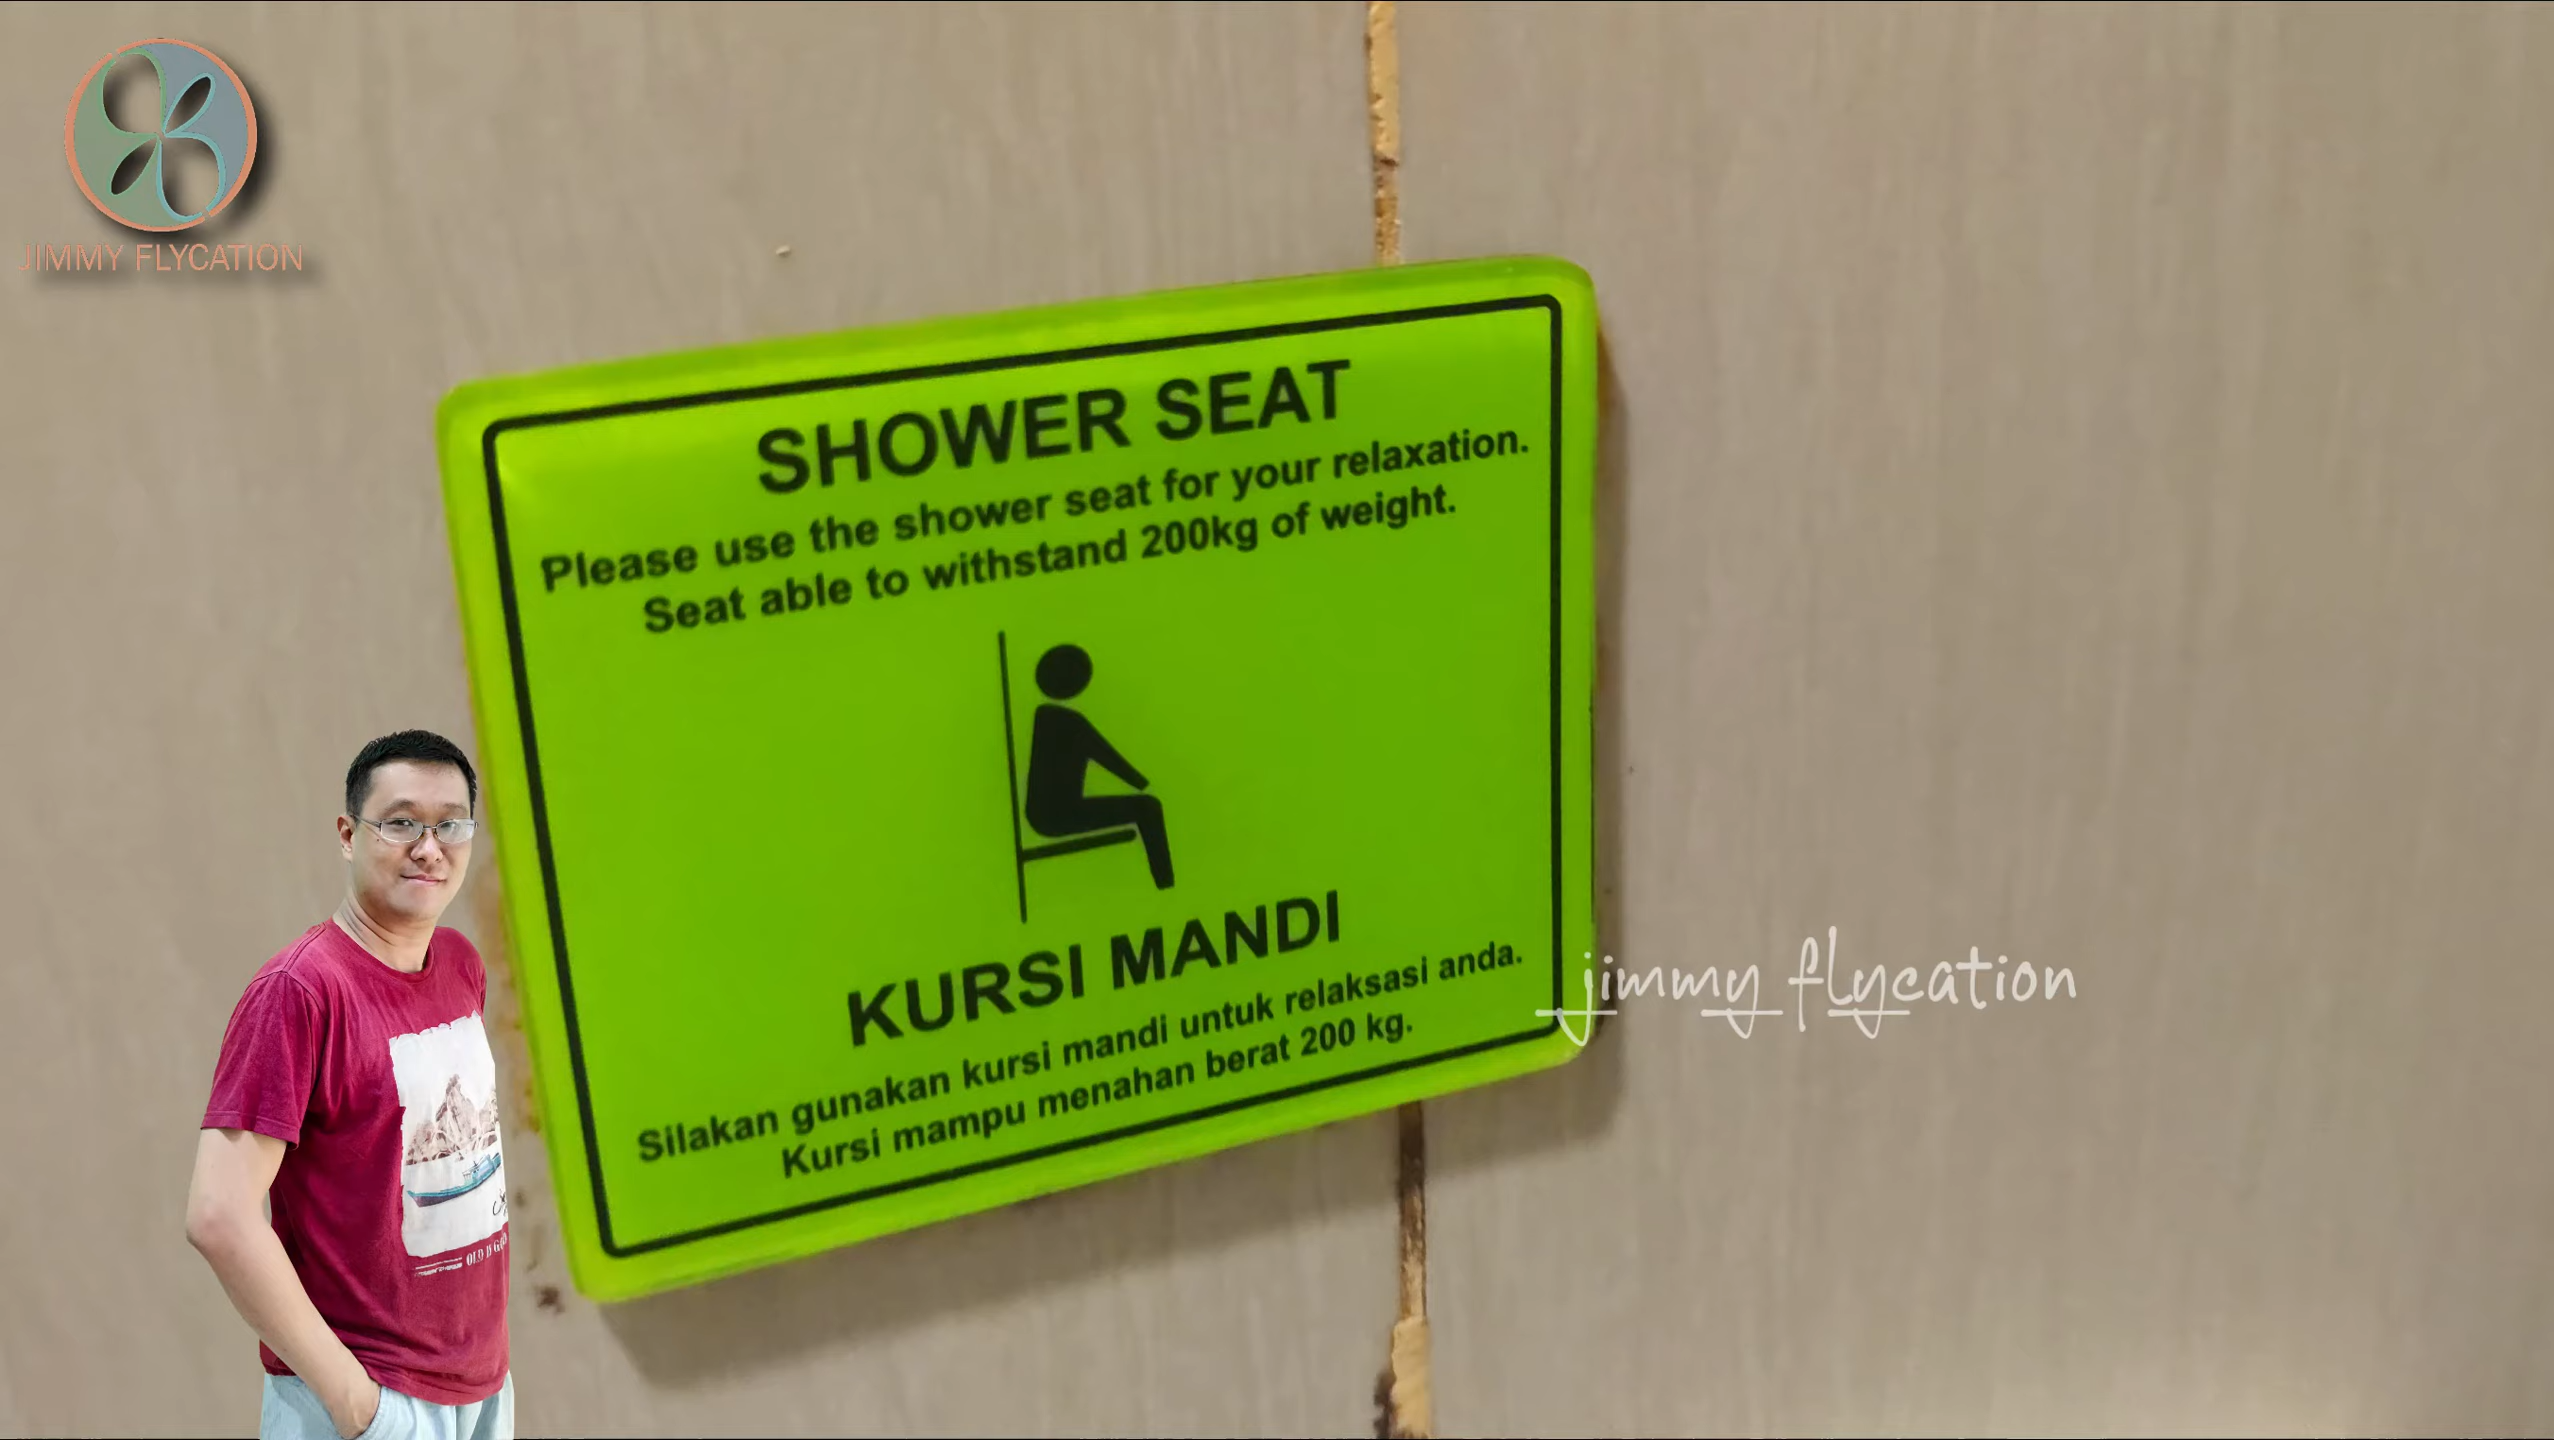 JIMMY FLYCATION
SHOWER SEAT
Please use the shower seat for your relaxation.
Seat able to withstand 200kg of weight.
KURSI MANDI
Silakan gunakan kursi mandi untuk relaksasi anda.
Kursi mampu menahan berat 200 kg.
jimmy flycation